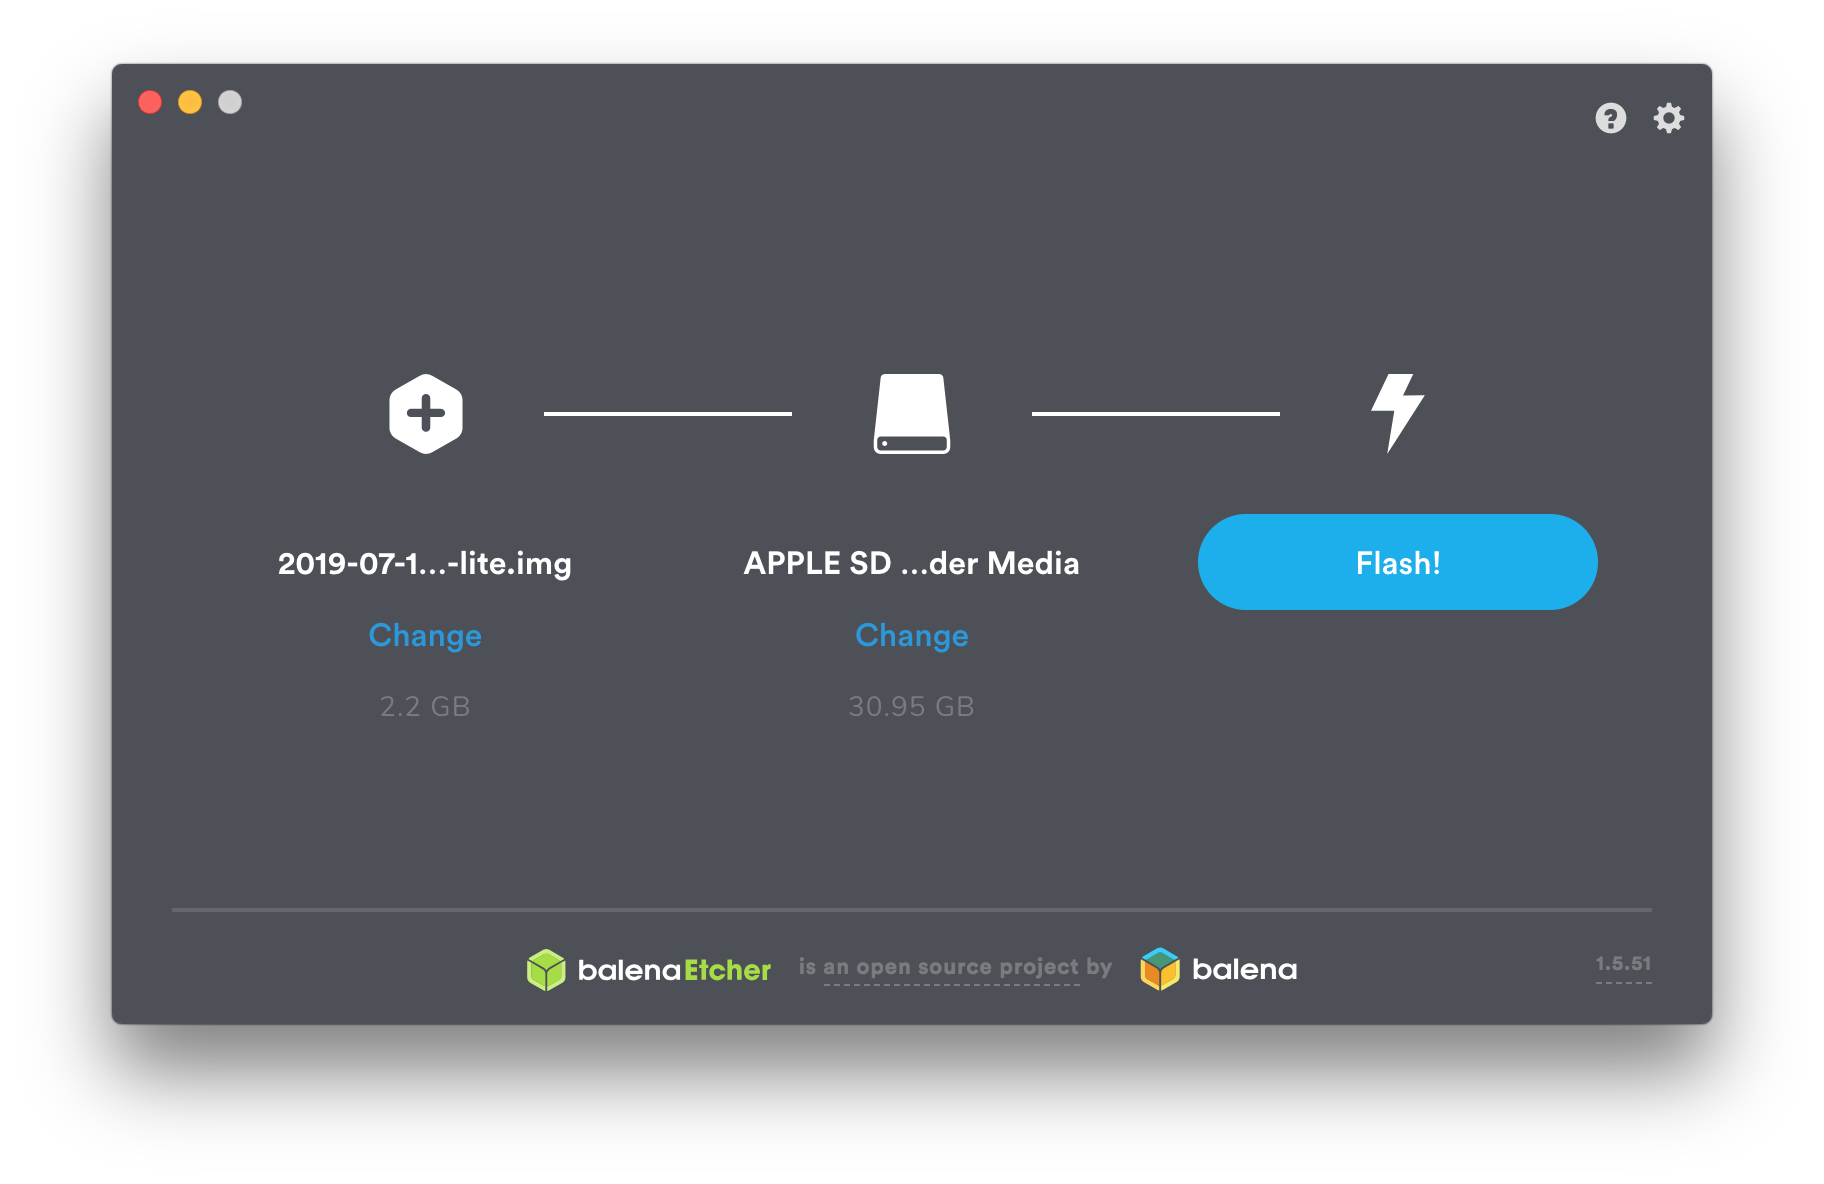 2019-07-1...-lite.img
APPLE SD ...der Media
Flash!
Change
Change
2.2 GB
30.95 GB
balenaEtcher is an open source project by balena
1.5.51